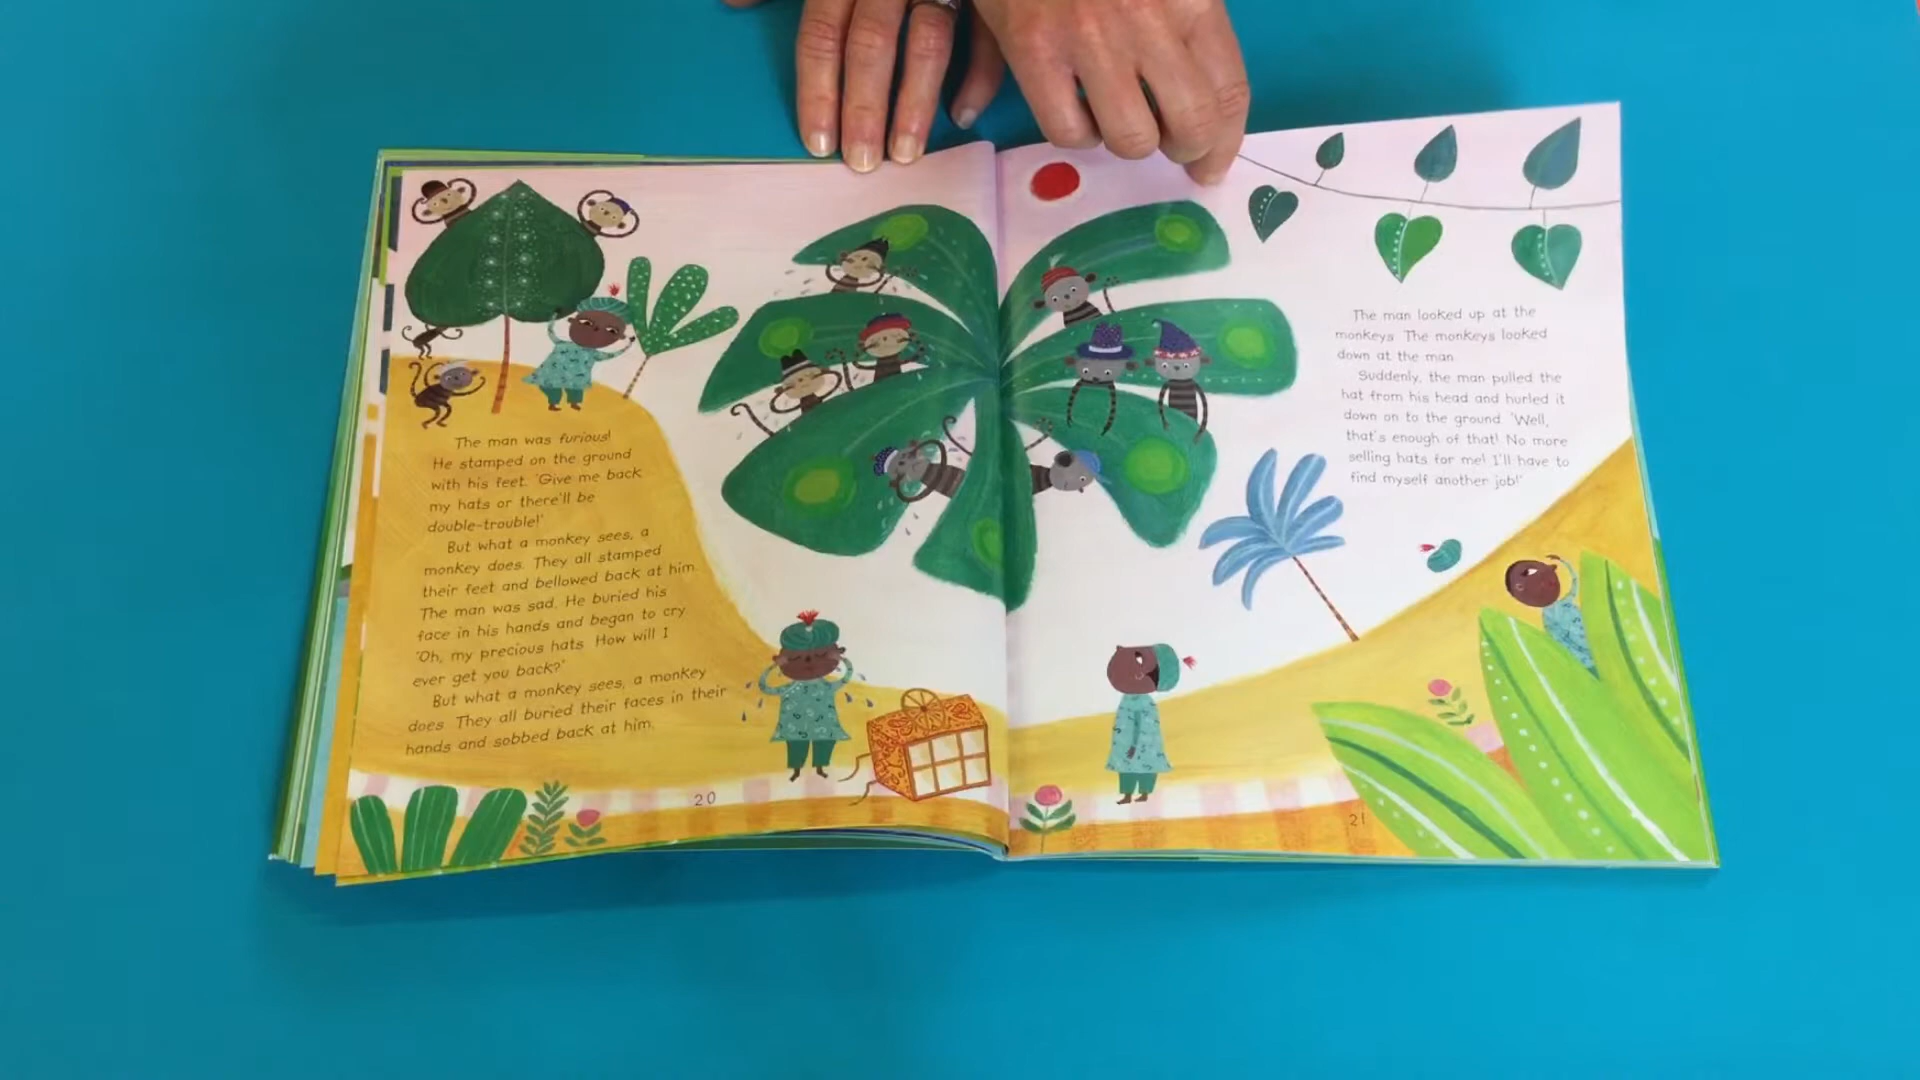 The man was furious!
He stamped on the ground
with his feet. 'Give me back
my hats or there'll be
double-trouble!'
But what a monkey sees, a
monkey does. They all stamped
their feet and bellowed back at him.
The man was sad. He buried his
face in his hands and began to cry.
'Oh, my precious hats. How will I
ever get you back?'
But what a monkey sees, a monkey
does. They all buried their faces in their
hands and sobbed back at him.
20
The man looked up at the
monkeys. The monkeys looked
down at the man.
Suddenly, the man pulled the
hat from his head and hurled it
down on to the ground. 'Well,
that's enough of that! No more
selling hats for me! I'll have to
find myself another job!'
21